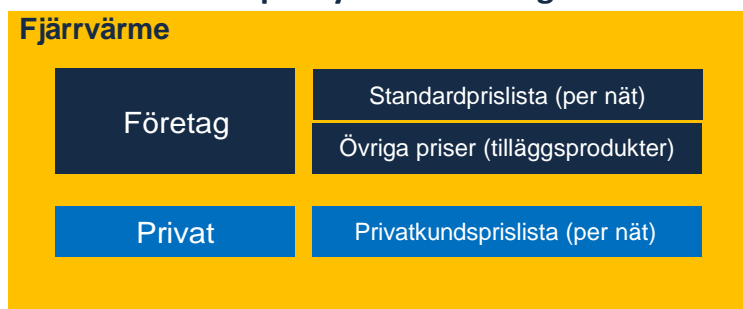 Fjärrvärme
Företag
Standardprislista (per nät)
Övriga priser (tilläggsprodukter)
Privat
Privatkundsprislista (per nät)